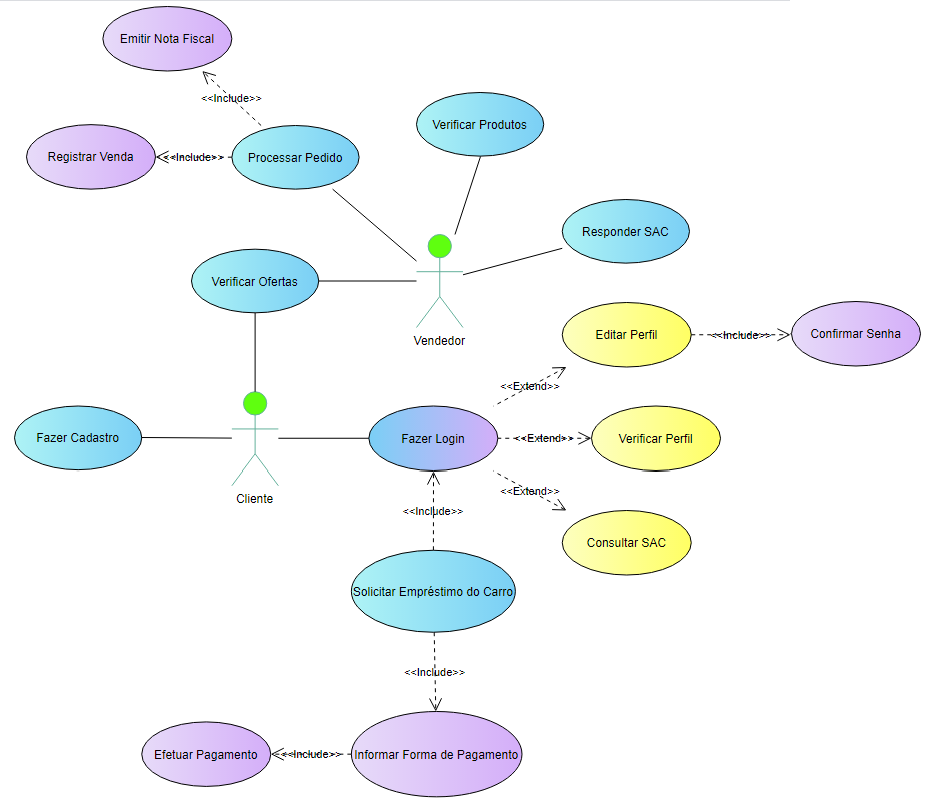 Emitir Nota Fiscal
<<Include>>
Verificar Produtos
Registrar Venda
<<Include>>
Processar Pedido
Responder SAC
Verificar Ofertas
Vendedor
Editar Perfil
<<Include>>
Confirmar Senha
<<Extend>>
Fazer Cadastro
Cliente
Fazer Login
<<Extend>>
Verificar Perfil
<<Extend>>
<<Include>>
Consultar SAC
Solicitar Empréstimo do Carro
<<Include>>
Efetuar Pagamento
<<Include>>
Informar Forma de Pagamento